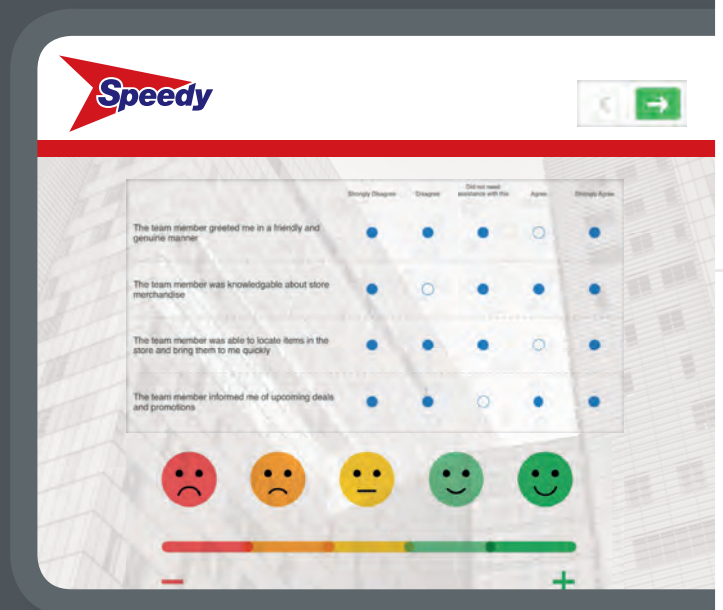 Speedy
Strongly Disagree Disagree Did not need assistance with this Agree Strongly Agree
The team member greeted me in a friendly and
genuine manner
The team member was knowledgable about store
merchandise
The team member was able to locate items in the
store and bring them to me quickly
The team member informed me of upcoming deals
and promotions